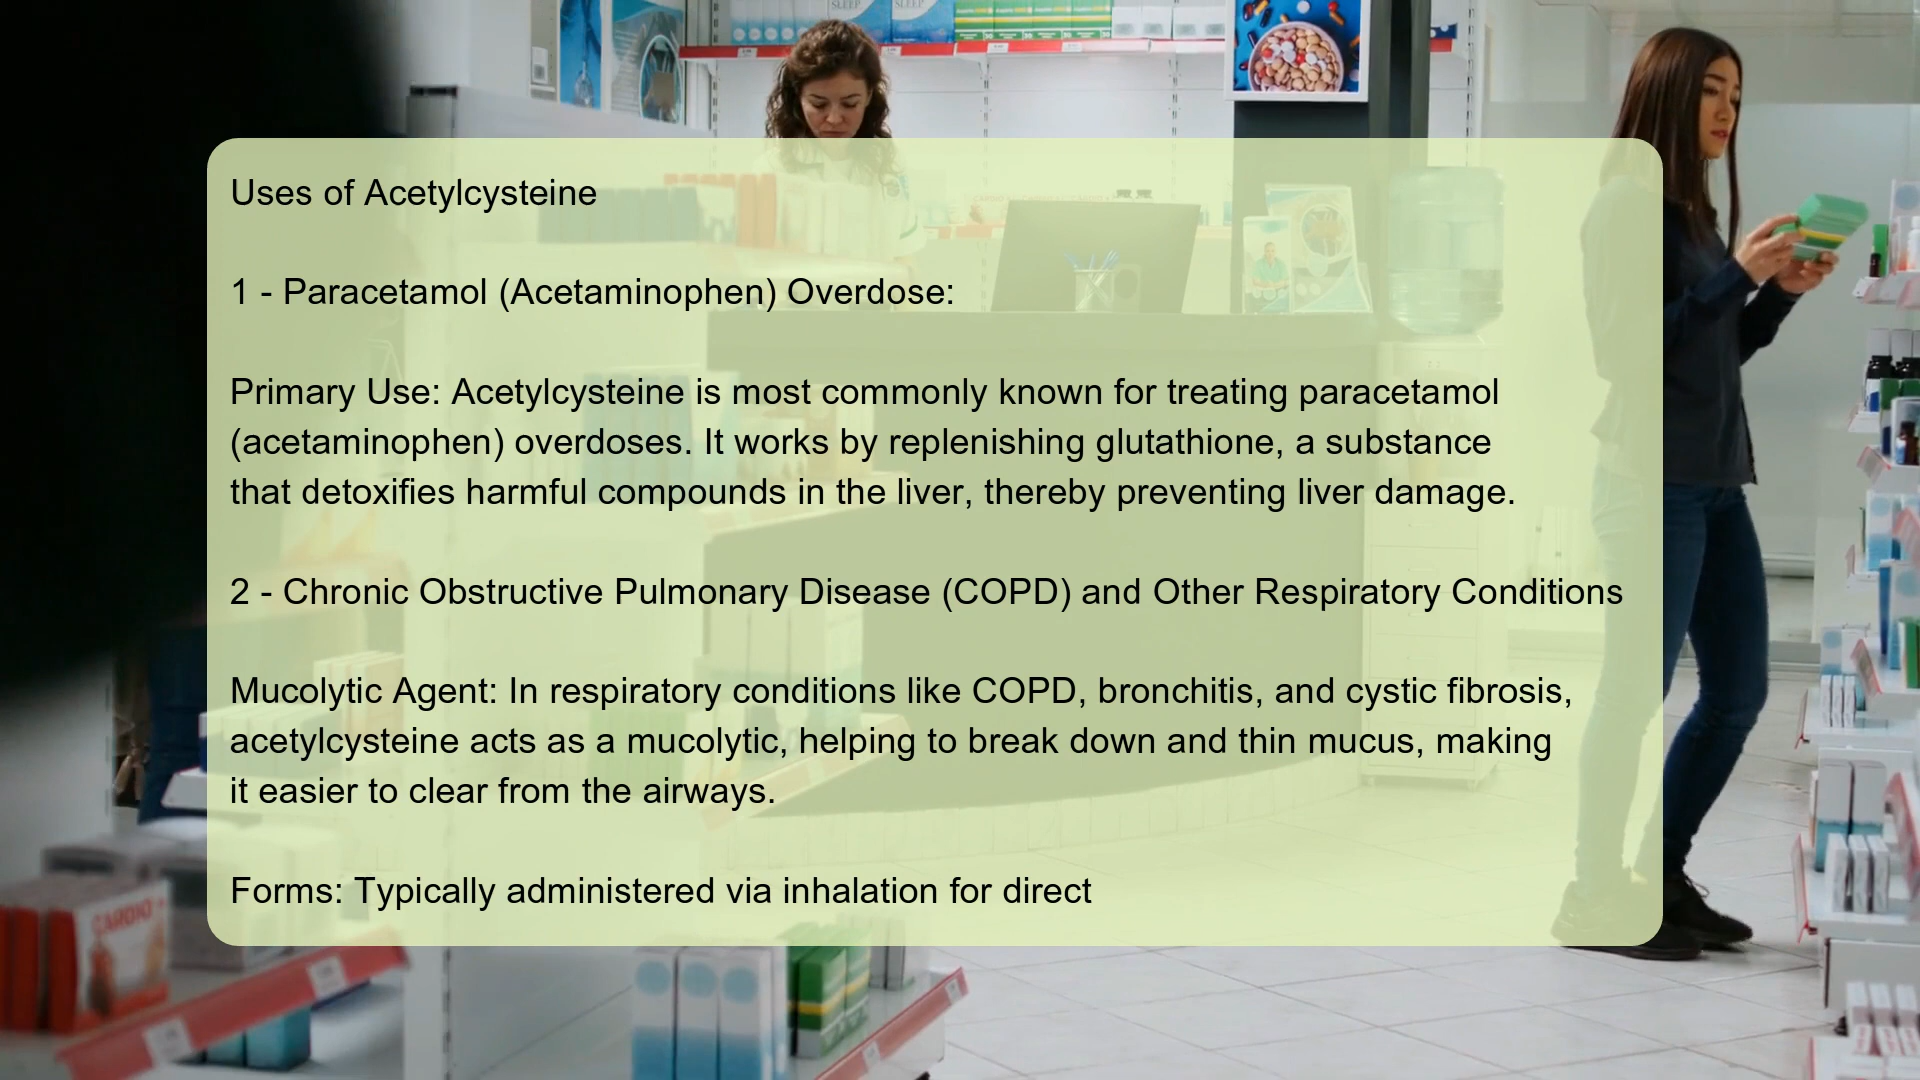 SLEEP
SLEEP
Uses of Acetylcysteine
1 - Paracetamol (Acetaminophen) Overdose:
Primary Use: Acetylcysteine is most commonly known for treating paracetamol
(acetaminophen) overdoses. It works by replenishing glutathione, a substance
that detoxifies harmful compounds in the liver, thereby preventing liver damage.
2 - Chronic Obstructive Pulmonary Disease (COPD) and Other Respiratory Conditions
Mucolytic Agent: In respiratory conditions like COPD, bronchitis, and cystic fibrosis,
acetylcysteine acts as a mucolytic, helping to break down and thin mucus, making
it easier to clear from the airways.
Forms: Typically administered via inhalation for direct
CARDIO